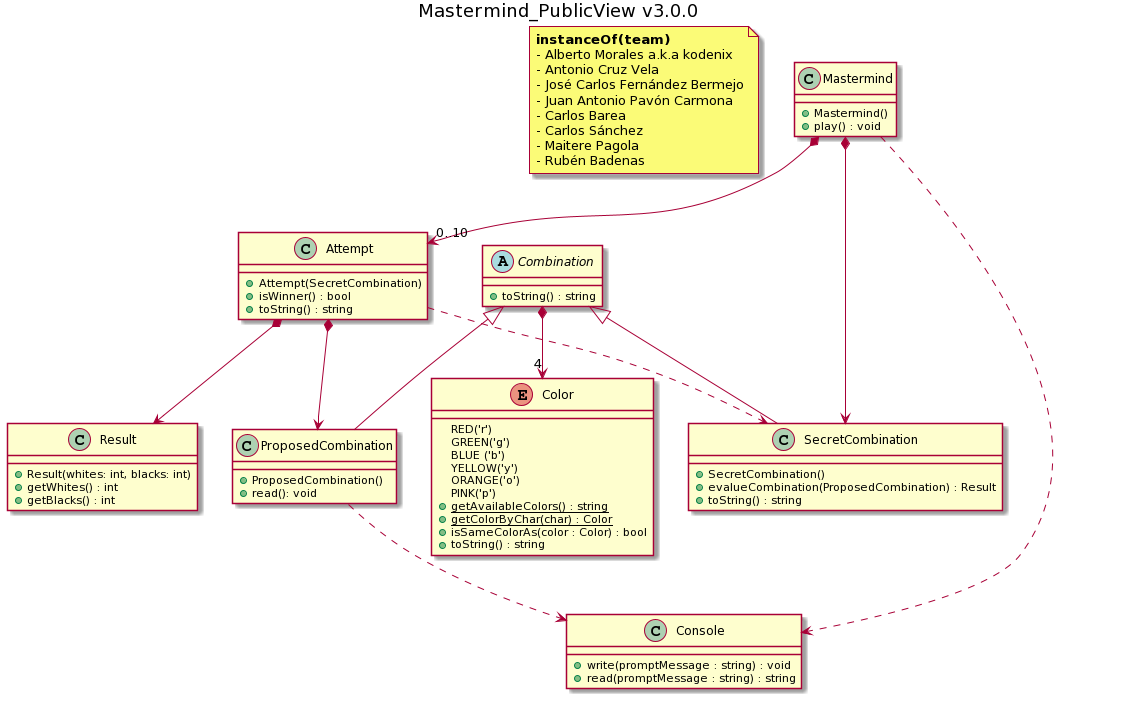 Mastermind_PublicView v3.0.0
instanceOf(team)
- Alberto Morales a.k.a kodenix
- Antonio Cruz Vela
- José Carlos Fernández Bermejo
- Juan Antonio Pavón Carmona
- Carlos Barea
- Carlos Sánchez
- Maitere Pagola
- Rubén Badenas
C Mastermind
Mastermind()
play() : void
0..10
C Attempt
Attempt(SecretCombination)
isWinner() : bool
toString() : string
A Combination
toString() : string
4
C Result
Result(whites: int, blacks: int)
getWhites() : int
getBlacks() : int
C ProposedCombination
ProposedCombination()
read(): void
E Color
RED('r')
GREEN('g')
BLUE ('b')
YELLOW('y')
ORANGE('o')
PINK('p')
getAvailableColors() : string
getColorByChar(char) : Color
isSameColorAs(color : Color) : bool
toString() : string
C SecretCombination
SecretCombination()
evalueCombination(ProposedCombination) : Result
toString() : string
C Console
write(promptMessage : string) : void
read(promptMessage : string) : string